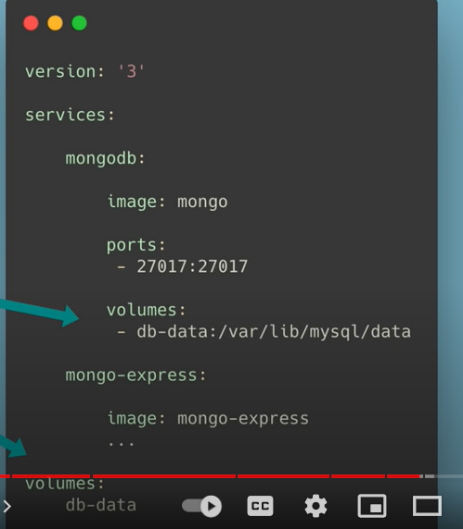 version: '3'
services:
mongodb:
image: mongo
ports:
- 27017:27017
volumes:
- db-data:/var/lib/mysql/data
mongo-express:
image: mongo-express
...
volumes:
db-data
CC